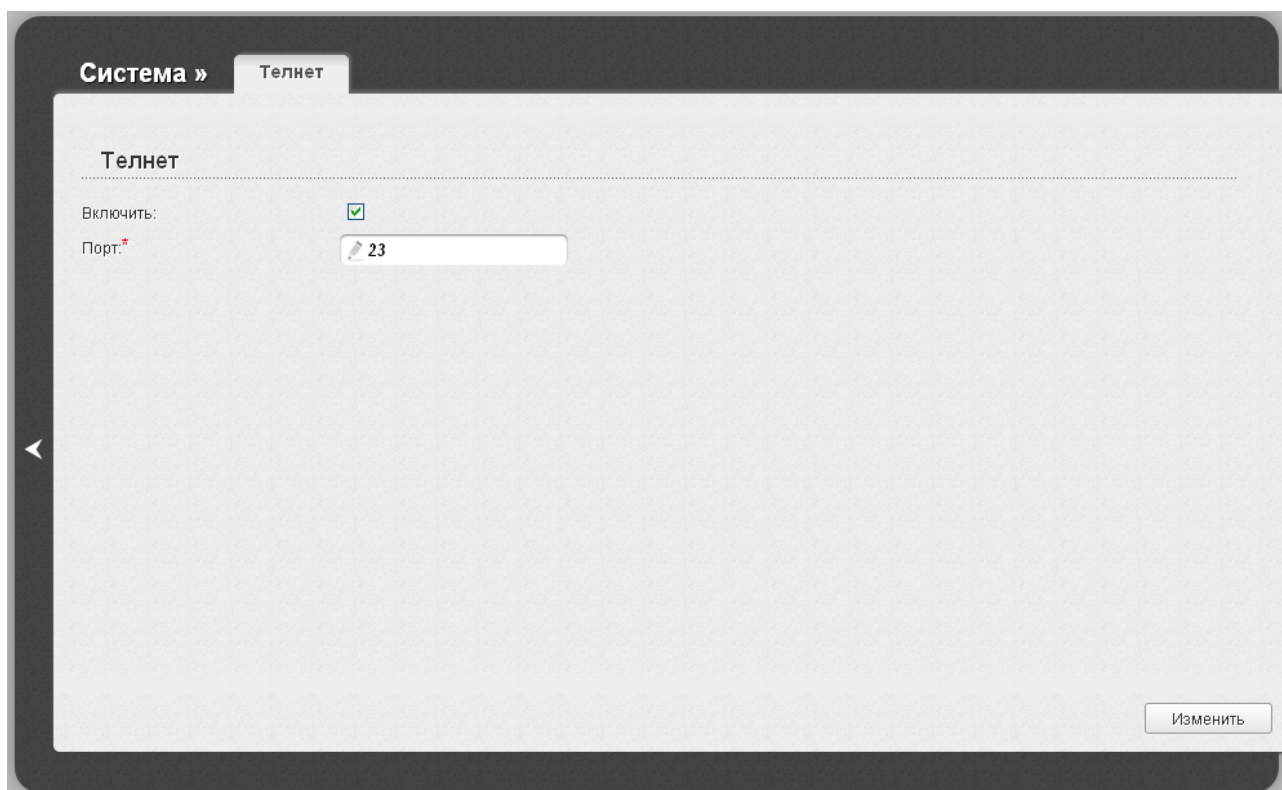 Система »
Телнет
Телнет
Включить:
Порт:*
23
Изменить